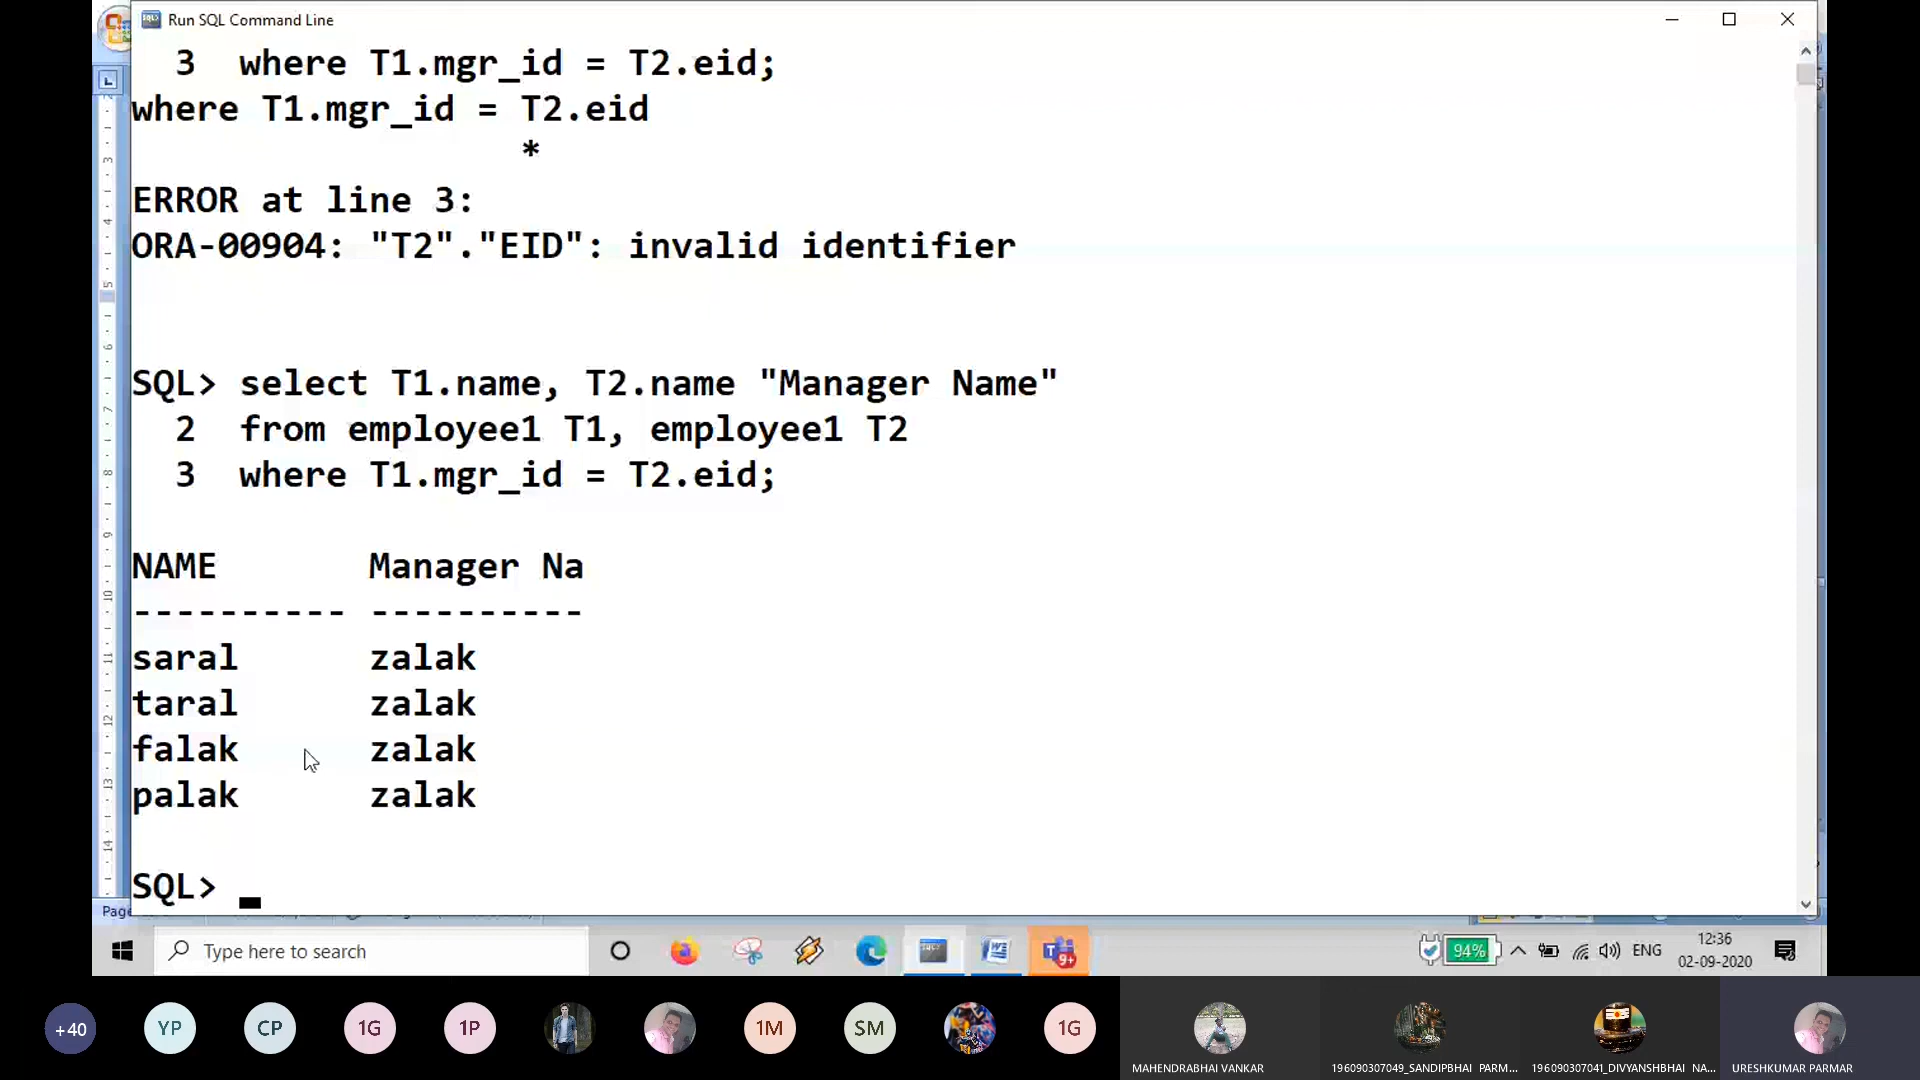 Run SQL Command Line
3 where T1.mgr_id = T2.eid;
where T1.mgr_id = T2.eid
*
ERROR at line 3:
ORA-00904: "T2"."EID": invalid identifier
SQL> select T1.name, T2.name "Manager Name"
2 from employee1 T1, employee1 T2
3 where T1.mgr_id = T2.eid;
NAME Manager Na
---------- ----------
saral zalak
taral zalak
falak zalak
palak zalak
SQL>
Page
Type here to search
9+
94%
ENG
12:36
02-09-2020
+40
YP
CP
1G
1P
1M
SM
1G
MAHENDRABHAI VANKAR
196090307049_SANDIPBHAI PARM...
196090307041_DIVYANSHBHAI NA...
URESHKUMAR PARMAR